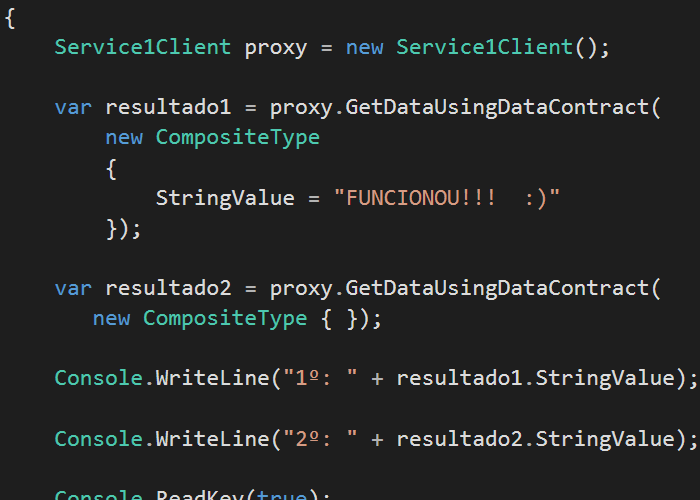 {
    Service1Client proxy = new Service1Client();
    var resultado1 = proxy.GetDataUsingDataContract(
        new CompositeType
        {
            StringValue = "FUNCIONOU!!!  :)"
        });
    var resultado2 = proxy.GetDataUsingDataContract(
       new CompositeType { });
    Console.WriteLine("1º: " + resultado1.StringValue);
    Console.WriteLine("2º: " + resultado2.StringValue);
    Console.ReadKey(true);